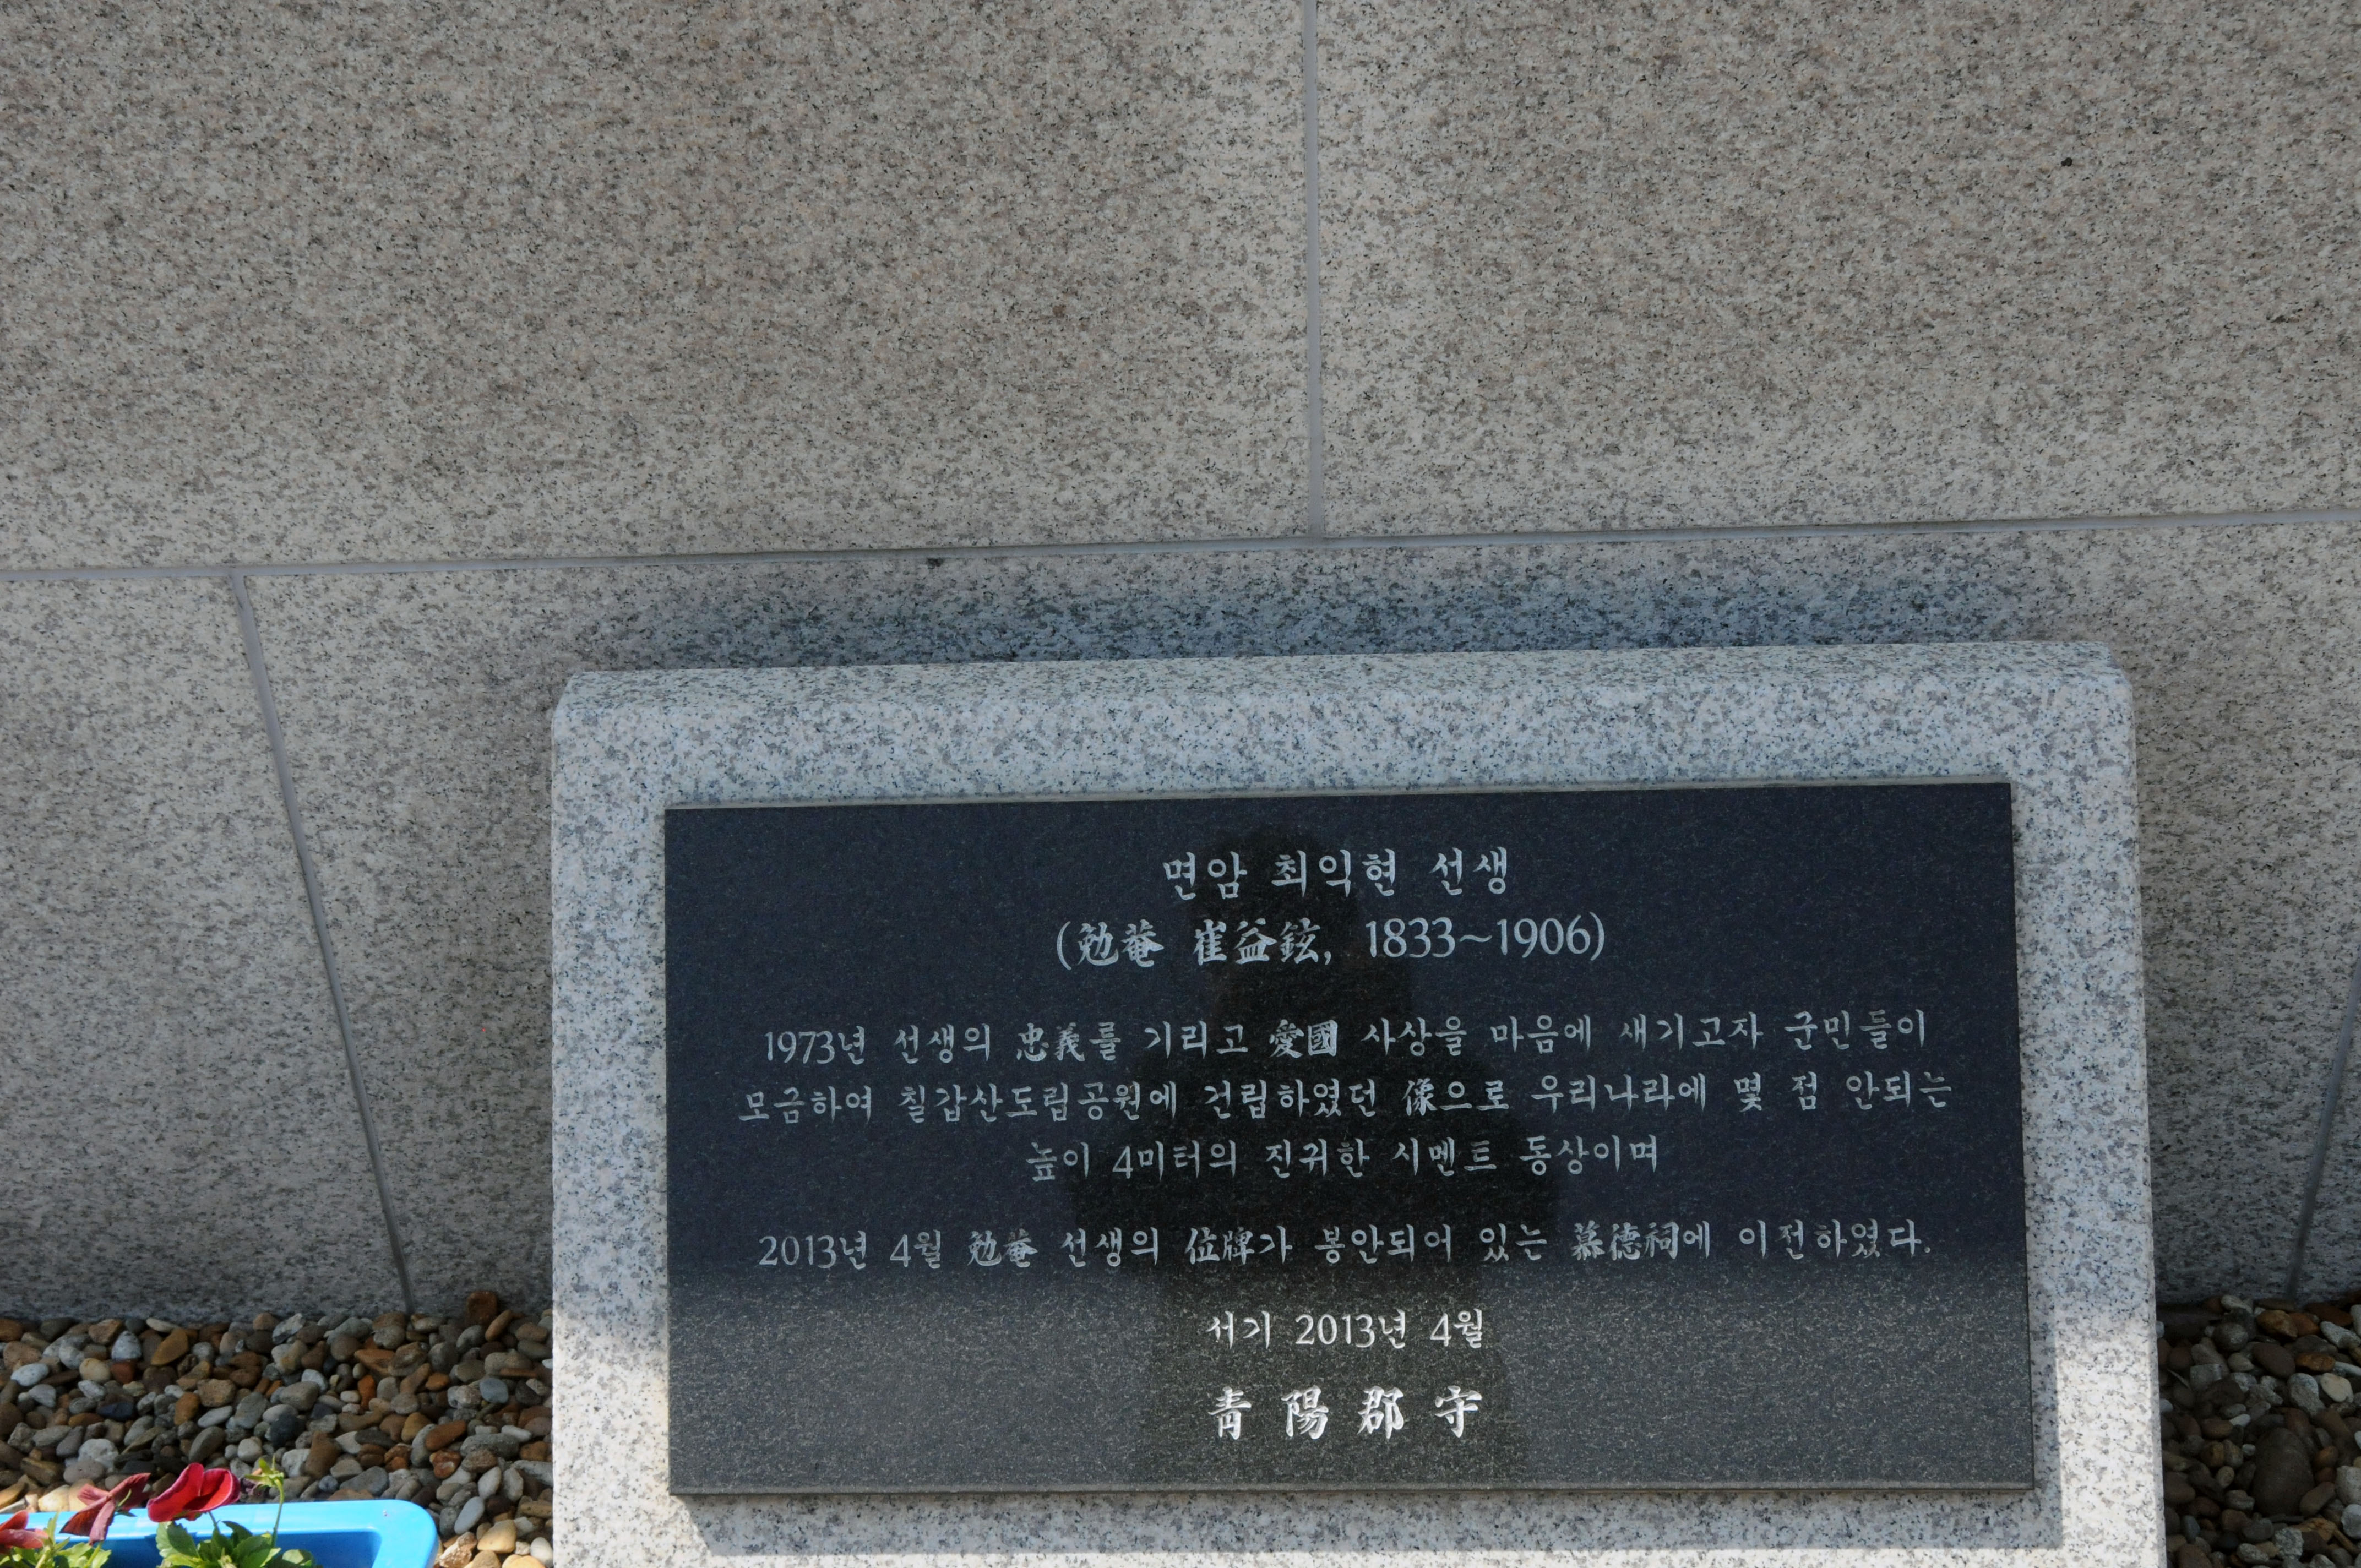 면암 최익현 선생
(勉菴 崔益鉉, 1833~1906)
1973년 선생의 忠義를 기리고 愛國 사상을 마음에 새기고자 군민들이
모금하여 칠갑산도립공원에 건립하였던 像으로 우리나라에 몇 점 안되는
높이 4미터의 진귀한 시멘트 동상이며
2013년 4월 勉菴 선생의 位牌가 봉안되어 있는 慕德祠에 이전하였다.
서기 2013년 4월
靑陽郡守